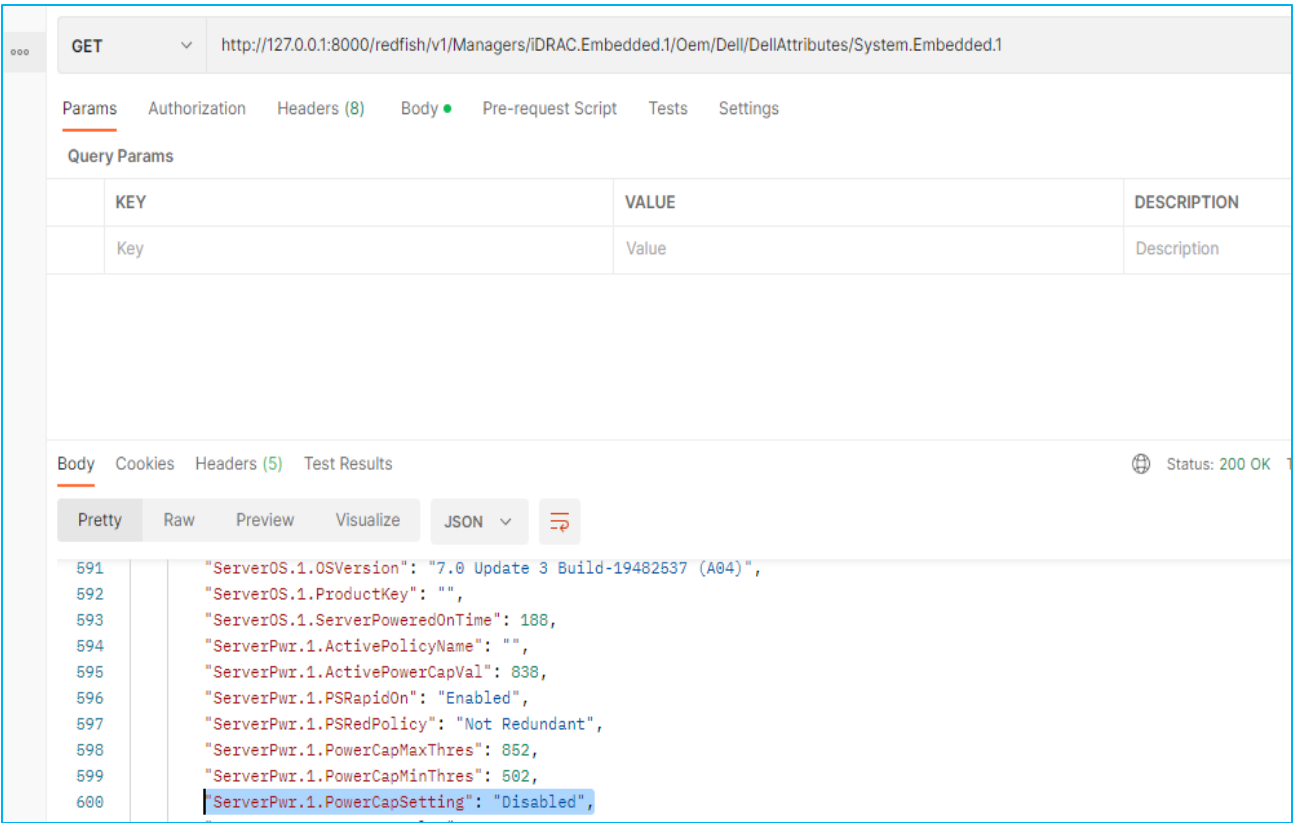 GET http://127.0.0.1:8000/redfish/v1/Managers/iDRAC.Embedded.1/Oem/Dell/DellAttributes/System.Embedded.1
Params Authorization Headers (8) Body Pre-request Script Tests Settings
Query Params
KEY VALUE DESCRIPTION
Key Value Description
Body Cookies Headers (5) Test Results Status: 200 OK
Pretty Raw Preview Visualize JSON
591 "ServerOS.1.OSVersion": "7.0 Update 3 Build-19482537 (A04)",
592 "ServerOS.1.ProductKey": "",
593 "ServerOS.1.ServerPoweredOnTime": 188,
594 "ServerPwr.1.ActivePolicyName": "",
595 "ServerPwr.1.ActivePowerCapVal": 838,
596 "ServerPwr.1.PSRapidOn": "Enabled",
597 "ServerPwr.1.PSRedPolicy": "Not Redundant",
598 "ServerPwr.1.PowerCapMaxThres": 852,
599 "ServerPwr.1.PowerCapMinThres": 502,
600 "ServerPwr.1.PowerCapSetting": "Disabled",